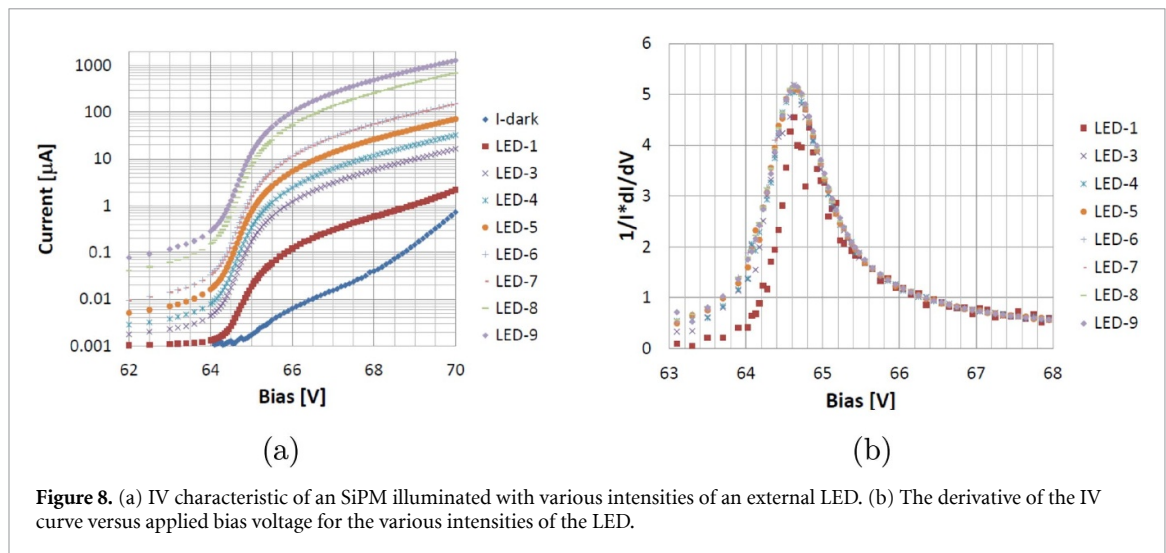 1000
100
10
1
0.1
0.01
0.001
Current [µA]
62 64 66 68 70
Bias [V]
I-dark
LED-1
LED-3
LED-4
LED-5
LED-6
LED-7
LED-8
LED-9
(a)
6
5
4
3
2
1
0
1/I*dI/dV
63 64 65 66 67 68
Bias [V]
LED-1
LED-3
LED-4
LED-5
LED-6
LED-7
LED-8
LED-9
(b)
Figure 8. (a) IV characteristic of an SiPM illuminated with various intensities of an external LED. (b) The derivative of the IV
curve versus applied bias voltage for the various intensities of the LED.